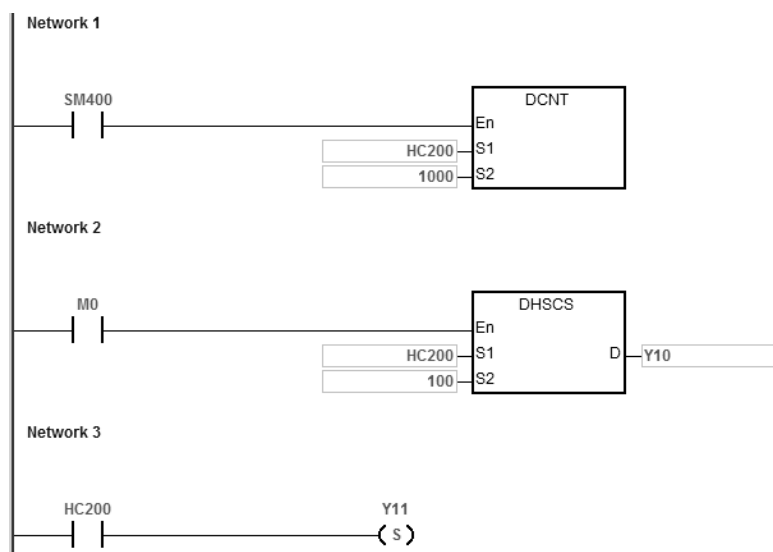 Network 1
SM400
DCNT
En
HC200 S1
1000 S2
Network 2
M0
DHSCS
En
HC200 S1 D Y10
100 S2
Network 3
HC200 Y11
S